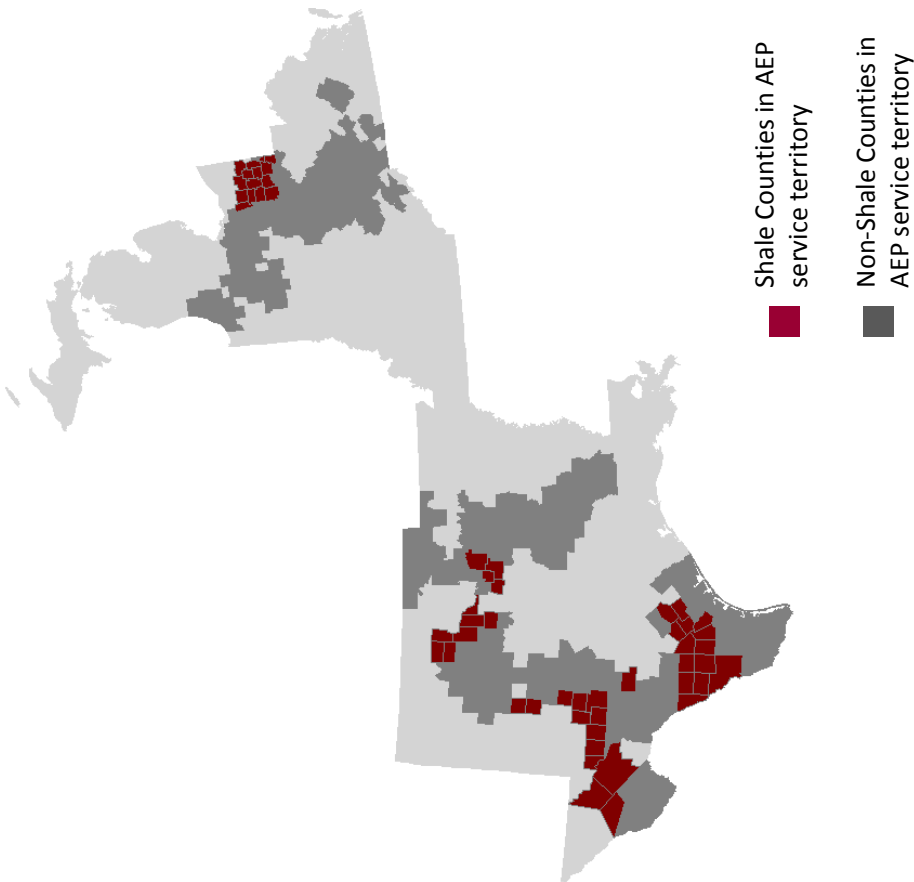 Shale Counties in AEP
service territory
Non-Shale Counties in
AEP service territory